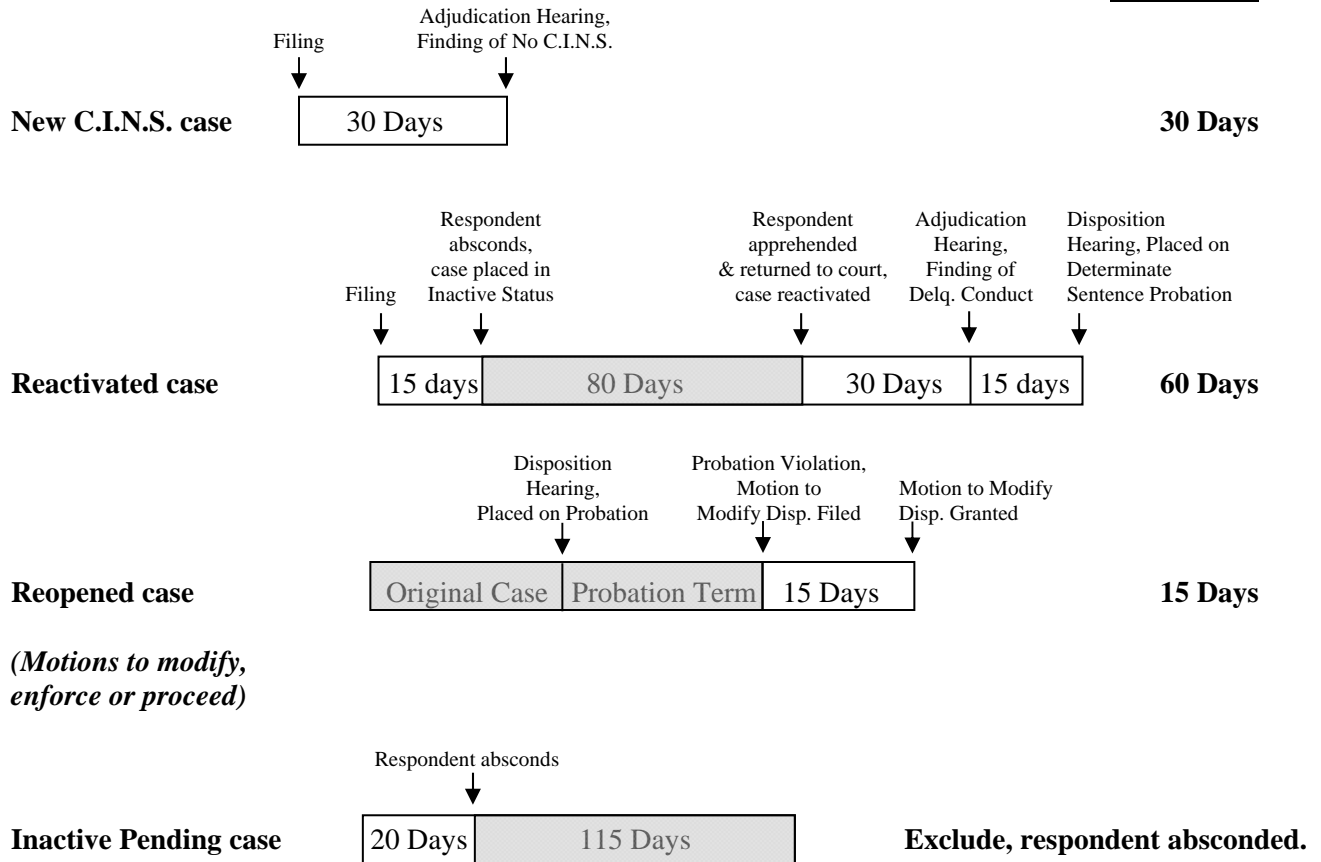 Adjudication Hearing,
Filing Finding of No C.I.N.S.
New C.I.N.S. case 30 Days 30 Days
Respondent Respondent Adjudication Disposition
absconds, apprehended Hearing, Hearing, Placed on
case placed in & returned to court, Finding of Determinate
Filing Inactive Status case reactivated Delq. Conduct Sentence Probation
Reactivated case 15 days 80 Days 30 Days 15 days 60 Days
Disposition Probation Violation,
Hearing, Motion to Motion to Modify
Placed on Probation Modify Disp. Filed Disp. Granted
Reopened case Original Case Probation Term 15 Days 15 Days
(Motions to modify,
enforce or proceed)
Respondent absconds
Inactive Pending case 20 Days 115 Days Exclude, respondent absconded.